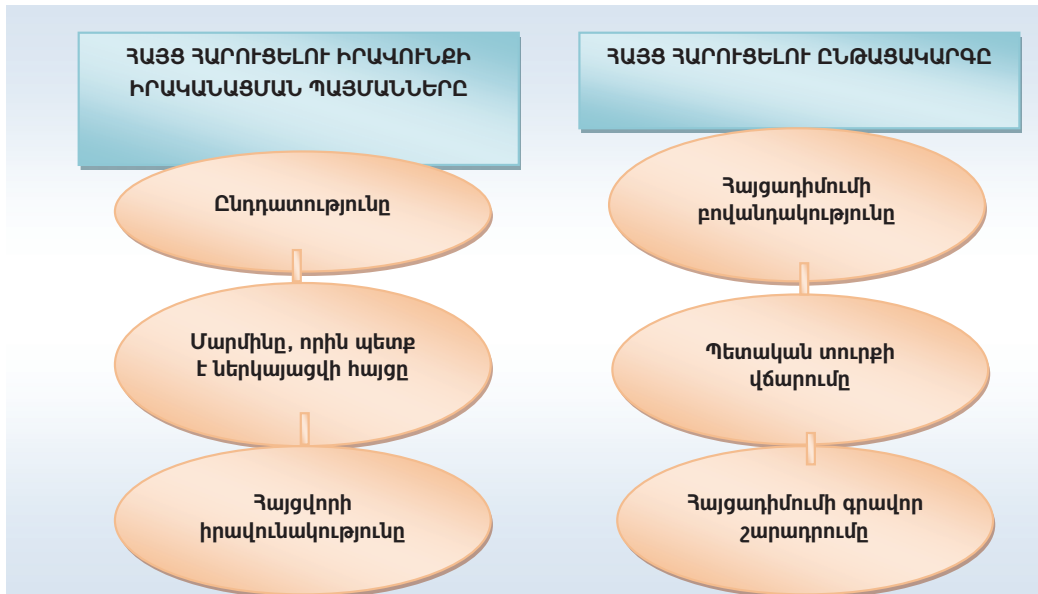 ՀԱՅՑ ՀԱՐՈՒՑԵԼՈՒ ԻՐԱՎՈՒՆՔԻ
ԻՐԱԿԱՆԱՑՄԱՆ ՊԱՅՄԱՆՆԵՐԸ
Ընդդատությունը
Մարմինը, որին պետք
է ներկայացվի հայցը
Հայցվորի
իրավունակությունը
ՀԱՅՑ ՀԱՐՈՒՑԵԼՈՒ ԸՆԹԱՑԱԿԱՐԳԸ
Հայցադիմումի
բովանդակությունը
Պետական տուրքի
վճարումը
Հայցադիմումի գրավոր
շարադրումը